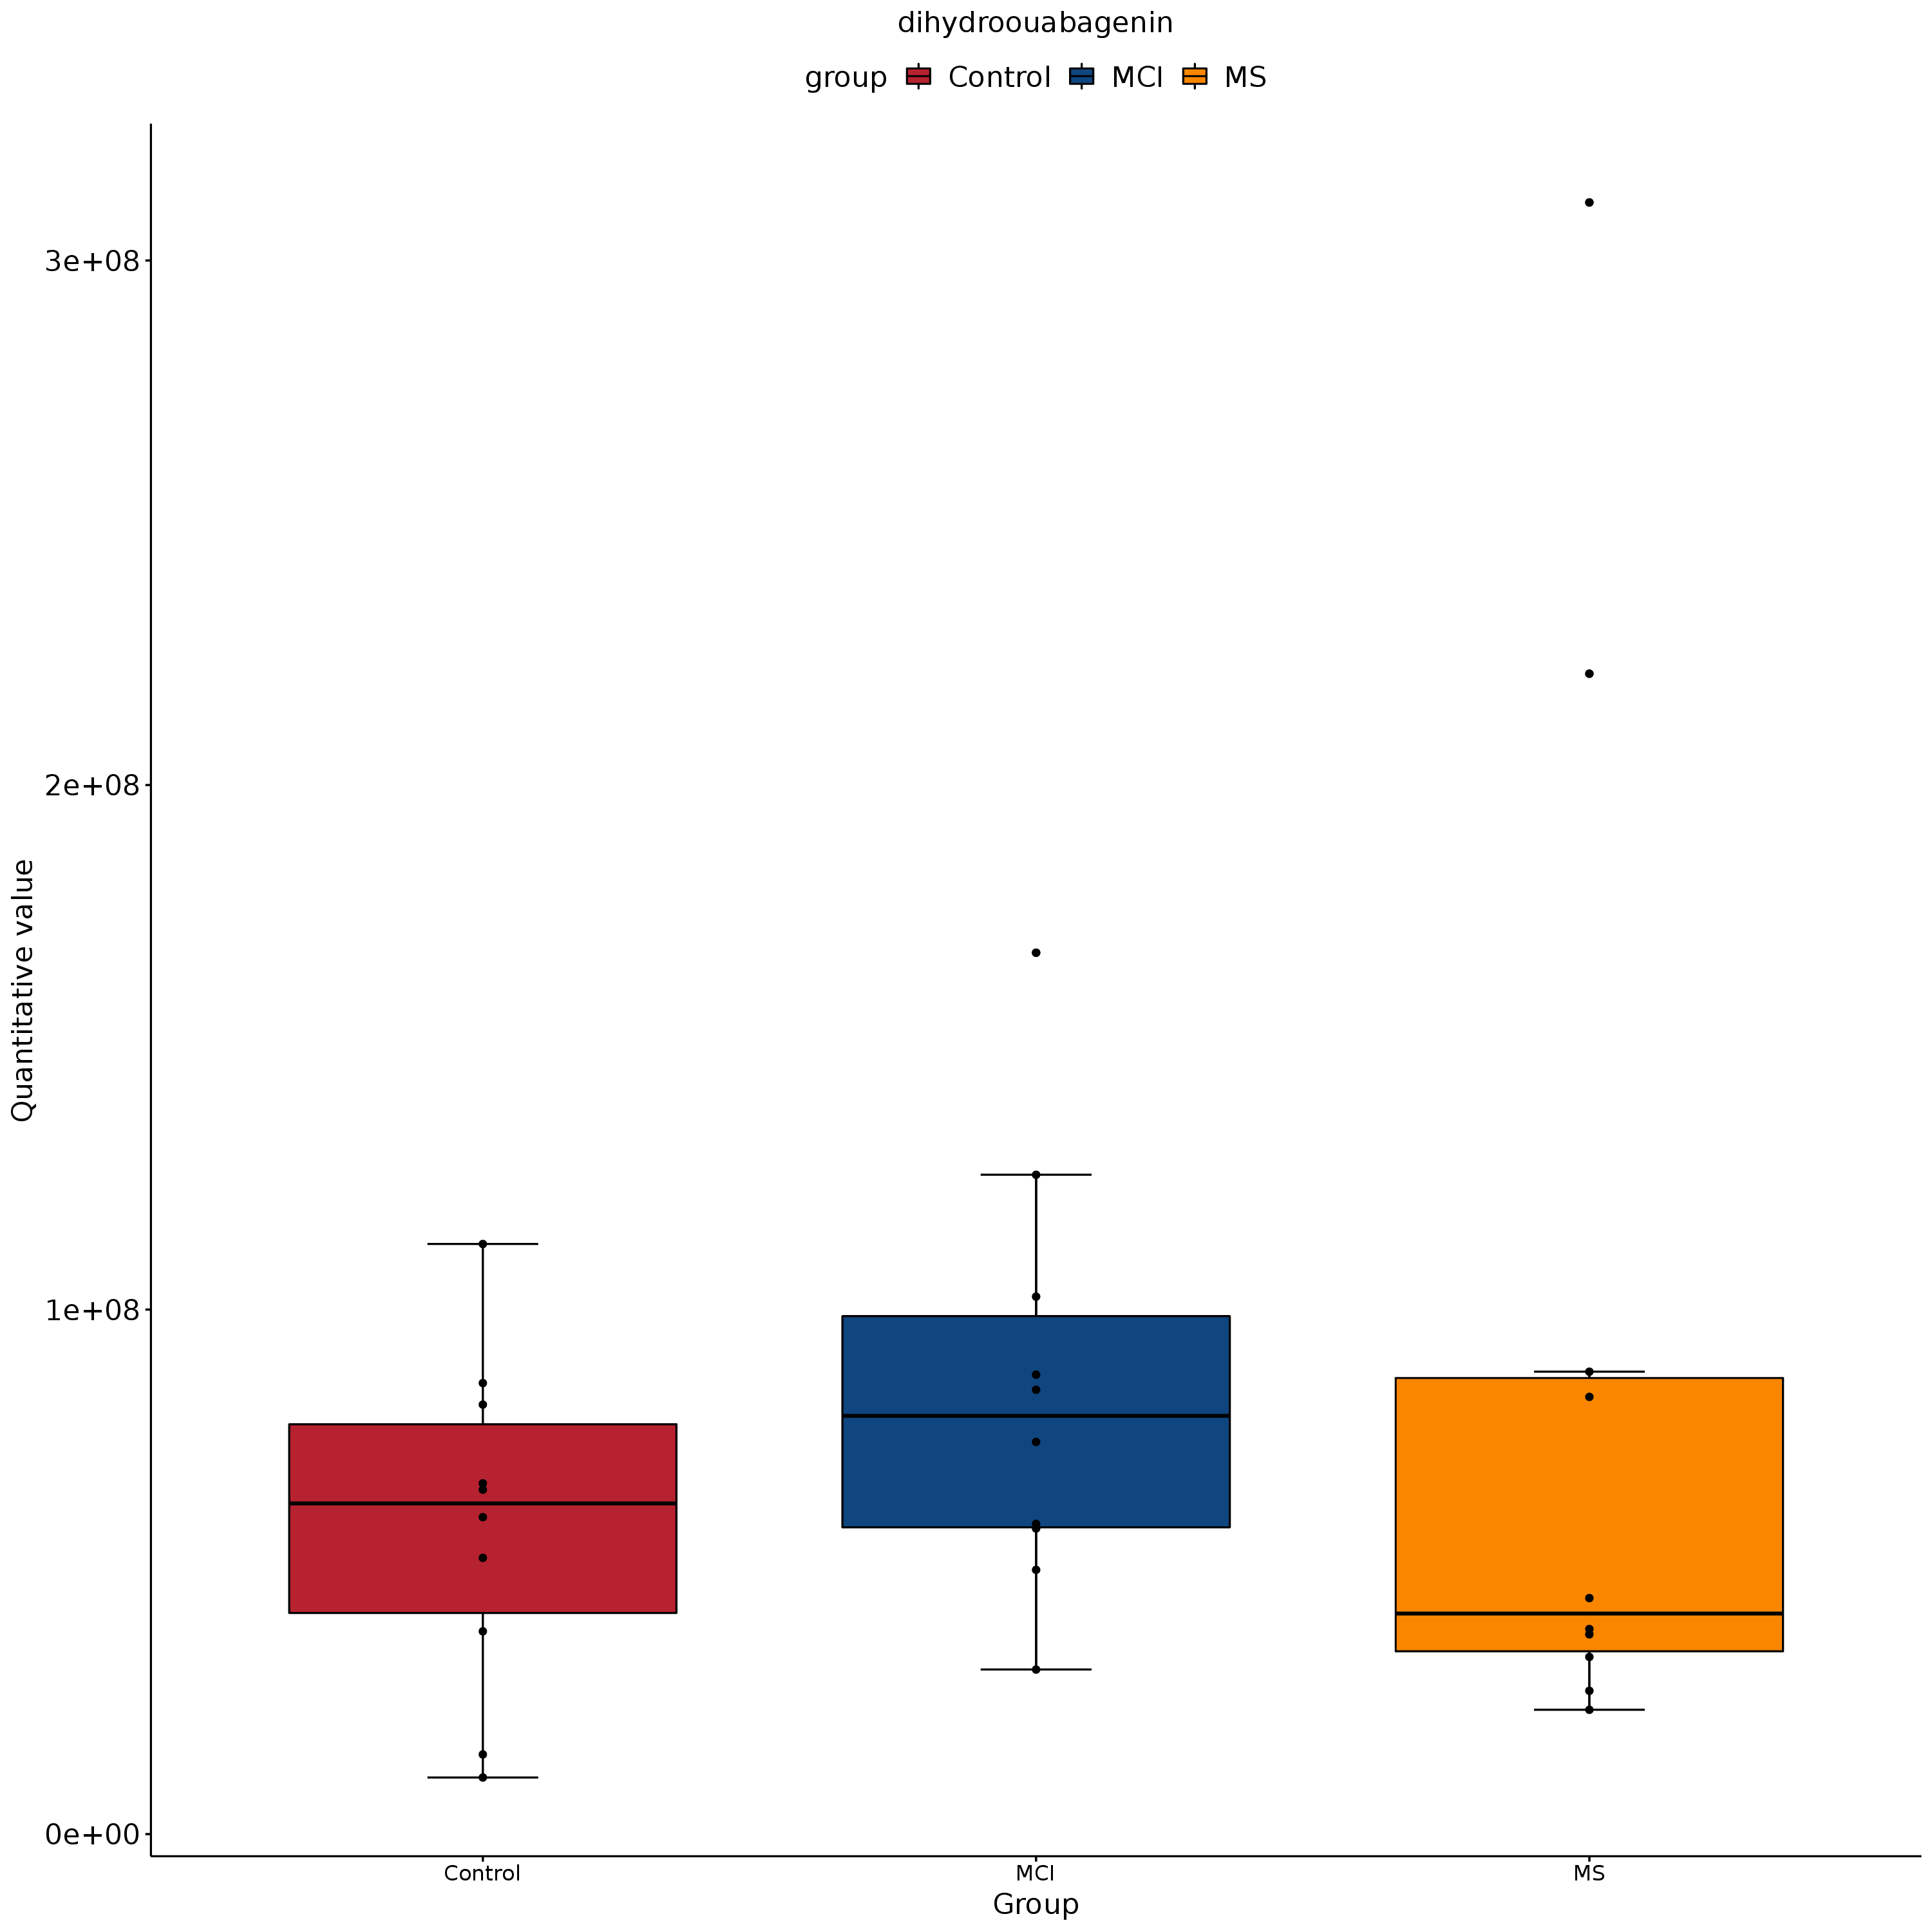 dihydroouabagenin
group Control MCI MS
3e+08
2e+08
1e+08
0e+00
Quantitative value
Control MCI MS
Group